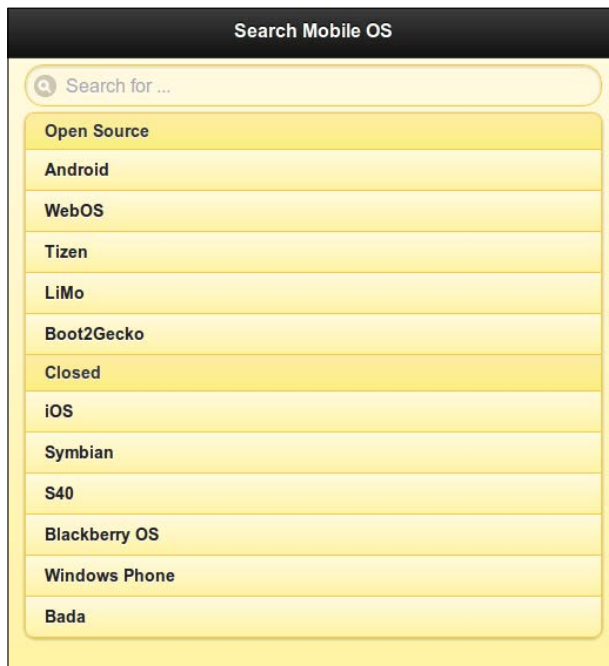 Search Mobile OS
Search for ...
Open Source
Android
WebOS
Tizen
LiMo
Boot2Gecko
Closed
iOS
Symbian
S40
Blackberry OS
Windows Phone
Bada